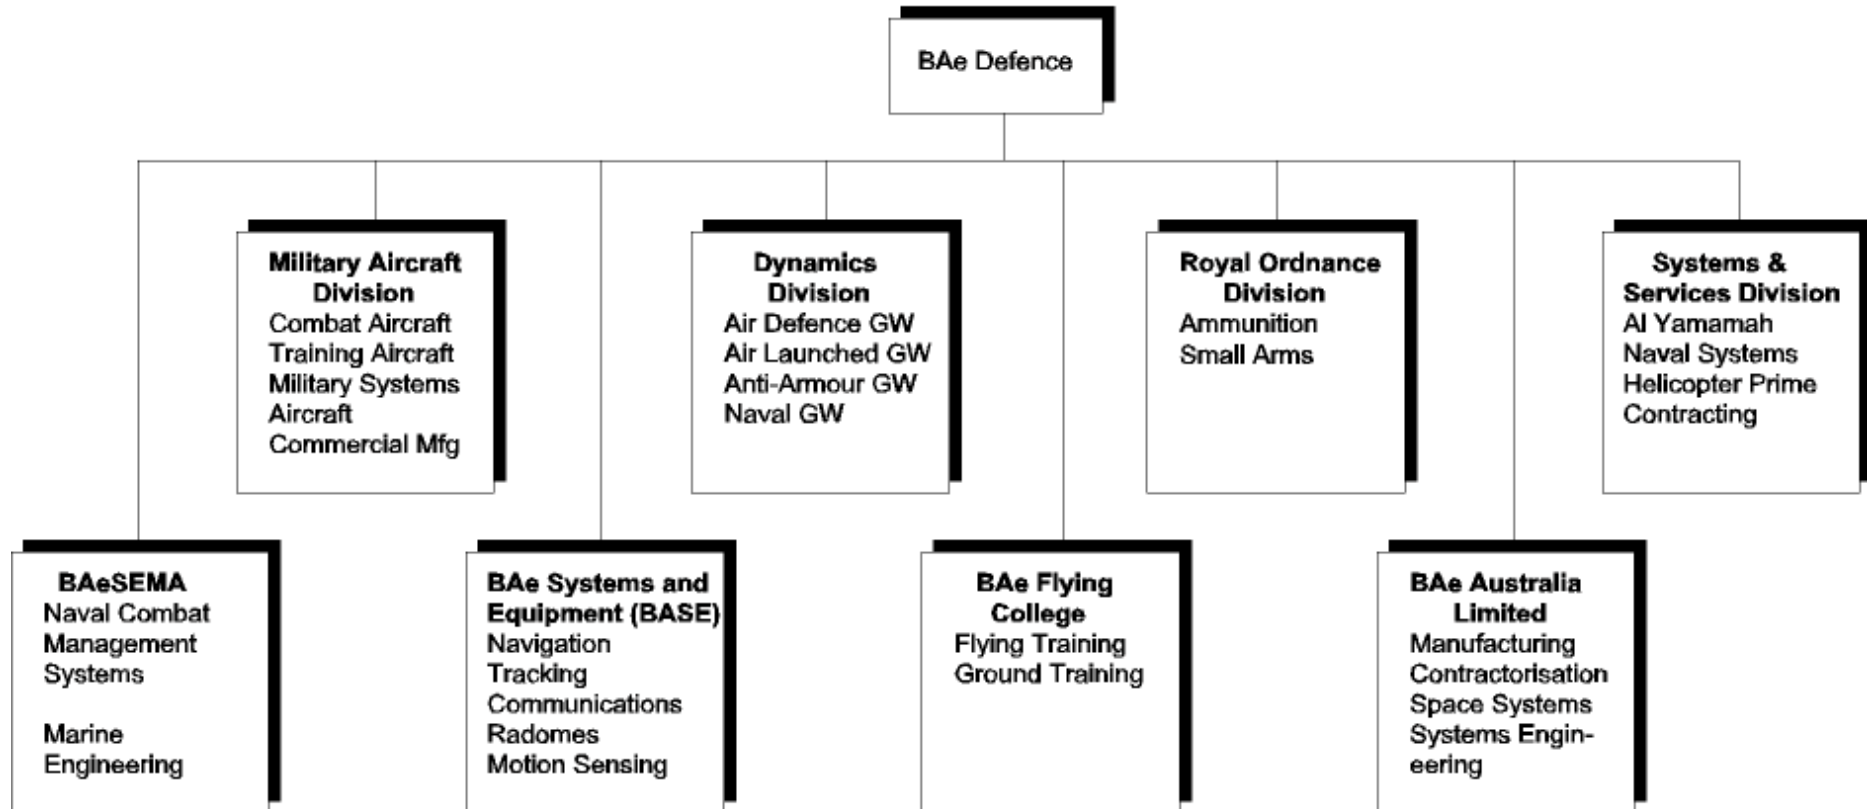 BAe Defence
Military Aircraft
Division
Combat Aircraft
Training Aircraft
Military Systems
Aircraft
Commercial Mfg
Dynamics
Division
Air Defence GW
Air Launched GW
Anti-Armour GW
Naval GW
Royal Ordnance
Division
Ammunition
Small Arms
Systems &
Services Division
Al Yamamah
Naval Systems
Helicopter Prime
Contracting
BAeSEMA
Naval Combat
Management
Systems
Marine
Engineering
BAe Systems and
Equipment (BASE)
Navigation
Tracking
Communications
Radomes
Motion Sensing
BAe Flying
College
Flying Training
Ground Training
BAe Australia
Limited
Manufacturing
Contractorisation
Space Systems
Systems Engin-
eering